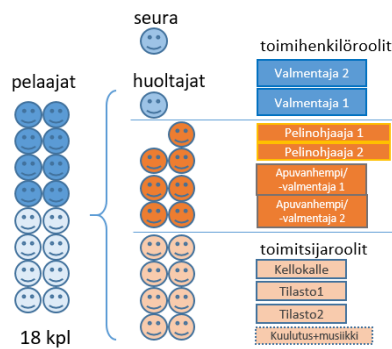 seura
toimihenkilöroolit
pelaajat
huoltajat
Valmentaja 2
Valmentaja 1
Pelinohjaaja 1
Pelinohjaaja 2
Apuvanhempi/
-valmentaja 1
Apuvanhempi/
-valmentaja 2
toimitsijaroolit
Kellokalle
Tilasto1
Tilasto2
Kuulutus+musiikki
18 kpl